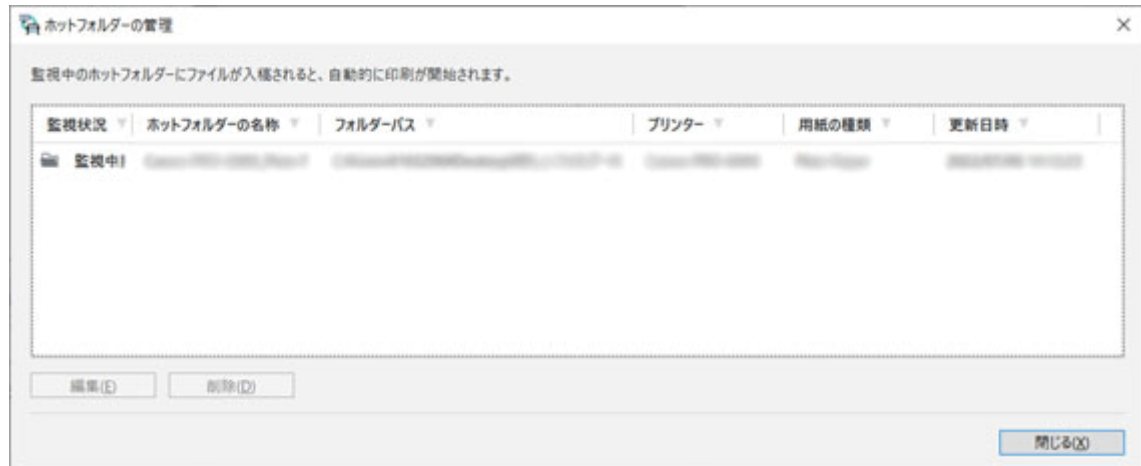 ホットフォルダーの管理
監視中のホットフォルダーにファイルが入稿されると、自動的に印刷が開始されます。
監視状況 ホットフォルダーの名称 フォルダーパス プリンター 用紙の種類 更新日時
監視中!
編集(E) 削除(D)
閉じる(X)